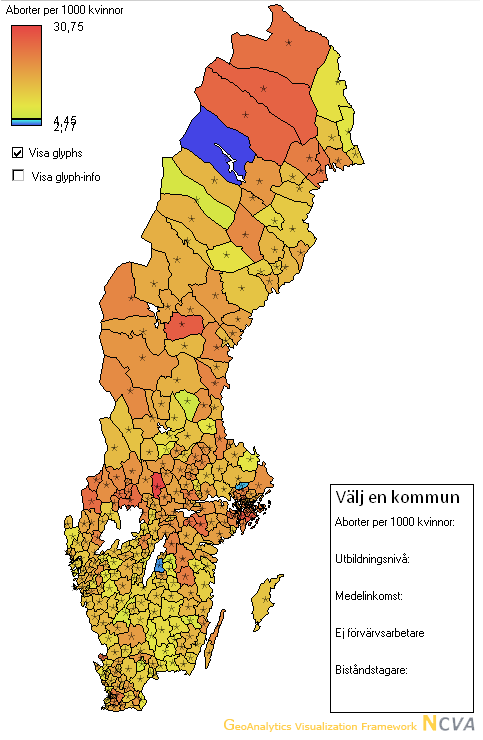 Aborter per 1000 kvinnor
30,75
4,45
2,77
Visa glyphs
Visa glyph-info
Välj en kommun
Aborter per 1000 kvinnor:
Utbildningsnivå:
Medelinkomst:
Ej förvärvsarbetare
Biståndstagare:
GeoAnalytics Visualization Framework NCVA